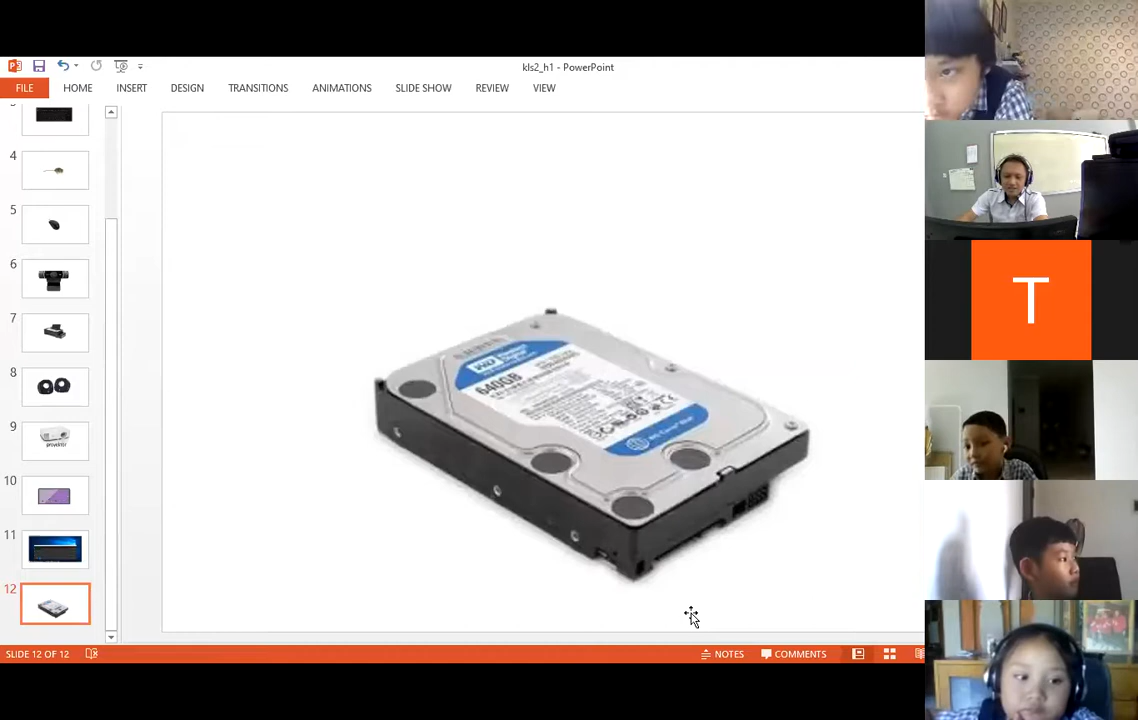 kls2_h1 - PowerPoint
FILE HOME INSERT DESIGN TRANSITIONS ANIMATIONS SLIDE SHOW REVIEW VIEW
4
5
6
7
8
9
10
11
12
WD
640GB
T
SLIDE 12 OF 12 NOTES COMMENTS